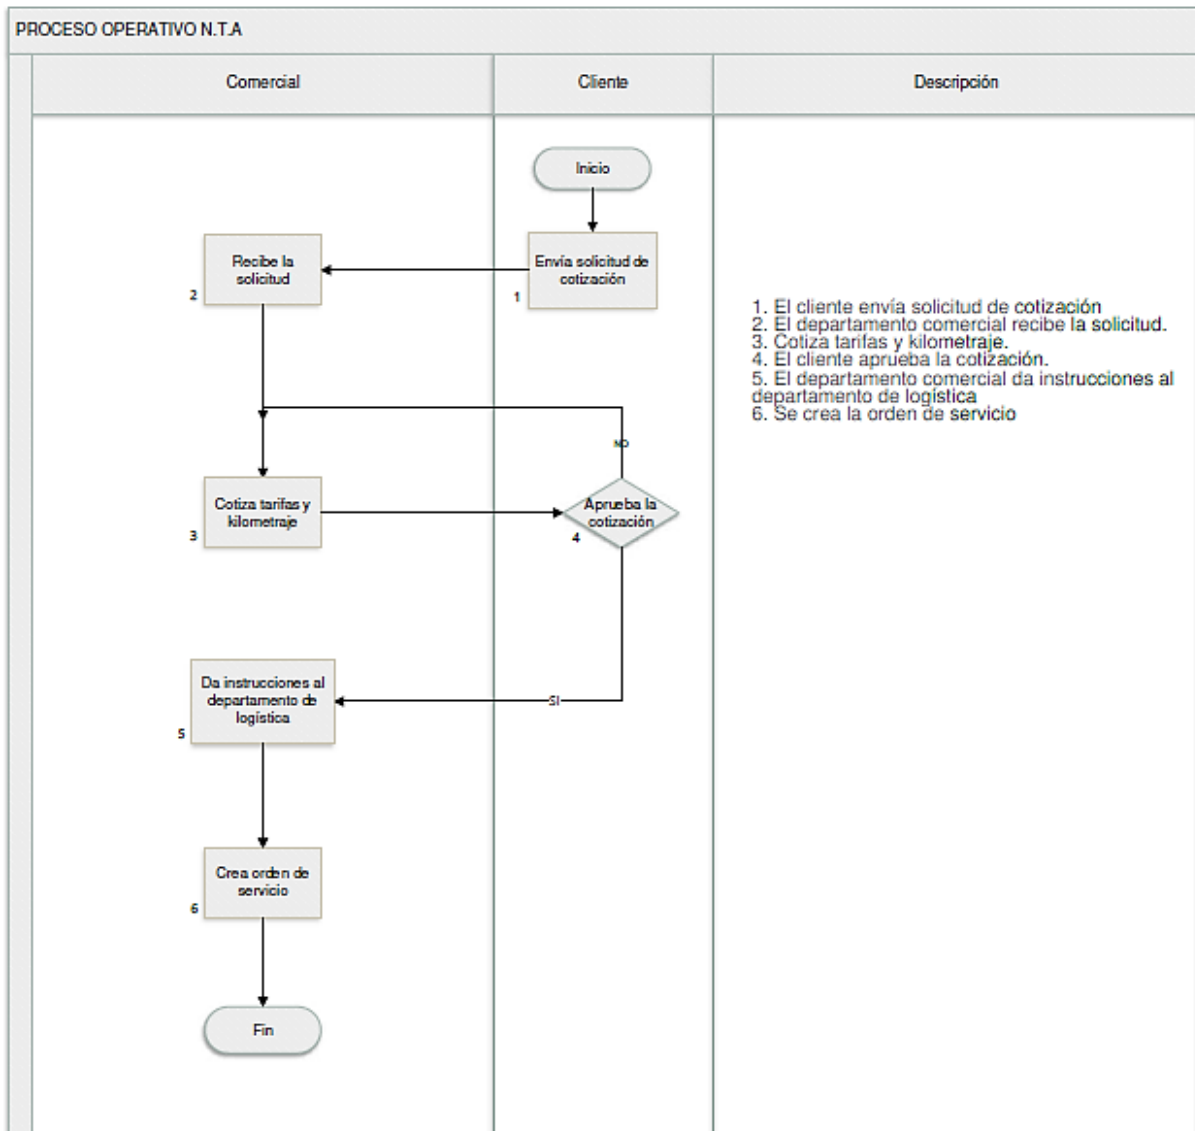 PROCESO OPERATIVO N.T.A
Comercial
Cliente
Descripción
Inicio
Envía solicitud de
cotización
1
Recibe la
solicitud
2
1. El cliente envía solicitud de cotización
2. El departamento comercial recibe la solicitud.
3. Cotiza tarifas y kilometraje.
4. El cliente aprueba la cotización.
5. El departamento comercial da instrucciones al
departamento de logística
6. Se crea la orden de servicio
NO
Cotiza tarifas y
kilometraje
3
Aprueba la
cotización
4
SI
Da instrucciones al
departamento de
logística
5
Crea orden de
servicio
6
Fin